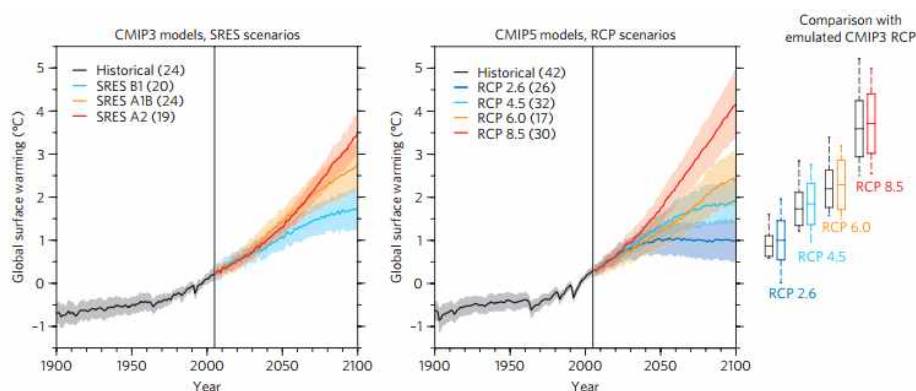 CMIP3 models, SRES scenarios
Global surface warming (°C)
5
4
3
2
1
0
−1
Historical (24)
SRES B1 (20)
SRES A1B (24)
SRES A2 (19)
1900
1950
2000
2050
2100
Year
CMIP5 models, RCP scenarios
Global surface warming (°C)
5
4
3
2
1
0
−1
Historical (42)
RCP 2.6 (26)
RCP 4.5 (32)
RCP 6.0 (17)
RCP 8.5 (30)
1900
1950
2000
2050
2100
Year
Comparison with
emulated CMIP3 RCP
RCP 8.5
RCP 6.0
RCP 4.5
RCP 2.6